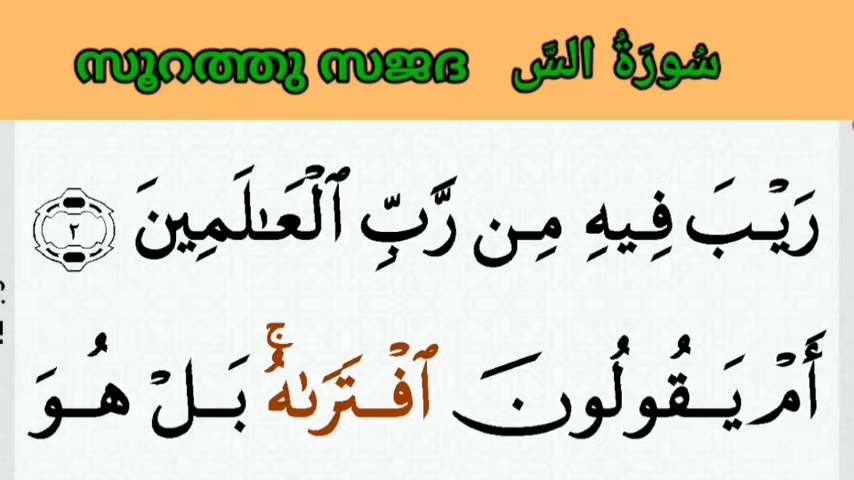 സൂറത്തു സജദ سُورَةُ السَّ
رَيْبَ فِيهِ مِن رَّبِّ ٱلْعَـٰلَمِينَ ٢
أَمْ يَقُولُونَ ٱفْتَرَىٰهُ ۚ بَلْ هُوَ